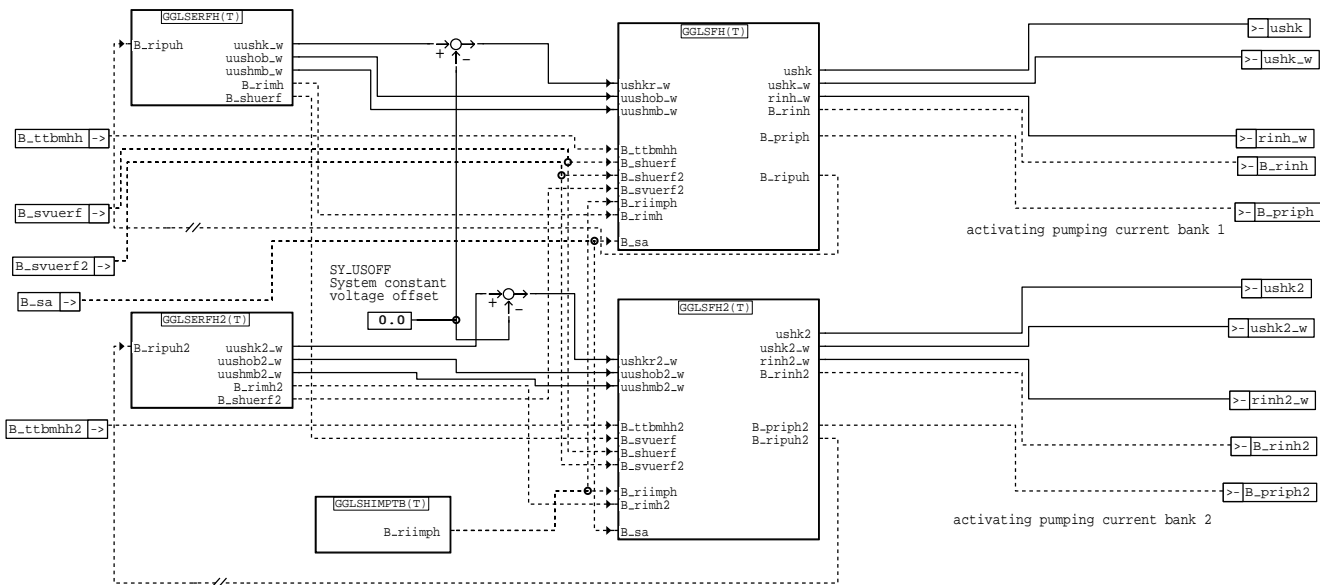 GGLSERFH(T)
B_ripuh
uushk_w
uushob_w
uushmb_w
B_rimh
B_shuerf
+
−
GGLSFH(T)
ushkr_w
uushob_w
uushmb_w
B_ttbmhh
B_shuerf
B_shuerf2
B_svuerf2
B_riimph
B_rimh
B_sa
ushk
ushk_w
rinh_w
B_rinh
B_priph
B_ripuh
>- ushk
>- ushk_w
>- rinh_w
>- B_rinh
>- B_priph
activating pumping current bank 1
B_ttbmhh ->
B_svuerf ->
B_svuerf2 ->
B_sa ->
//
SY_USOFF
System constant
voltage offset
0.0
+
−
GGLSERFH2(T)
B_ripuh2
uushk2_w
uushob2_w
uushmb2_w
B_rimh2
B_shuerf2
B_ttbmhh2 ->
GGLSHIMPTB(T)
B_riimph
GGLSFH2(T)
ushkr2_w
uushob2_w
uushmb2_w
B_ttbmhh2
B_svuerf
B_shuerf
B_svuerf2
B_riimph
B_rimh2
B_sa
ushk2
ushk2_w
rinh2_w
B_rinh2
B_priph2
B_ripuh2
>- ushk2
>- ushk2_w
>- rinh2_w
>- B_rinh2
>- B_priph2
activating pumping current bank 2
//